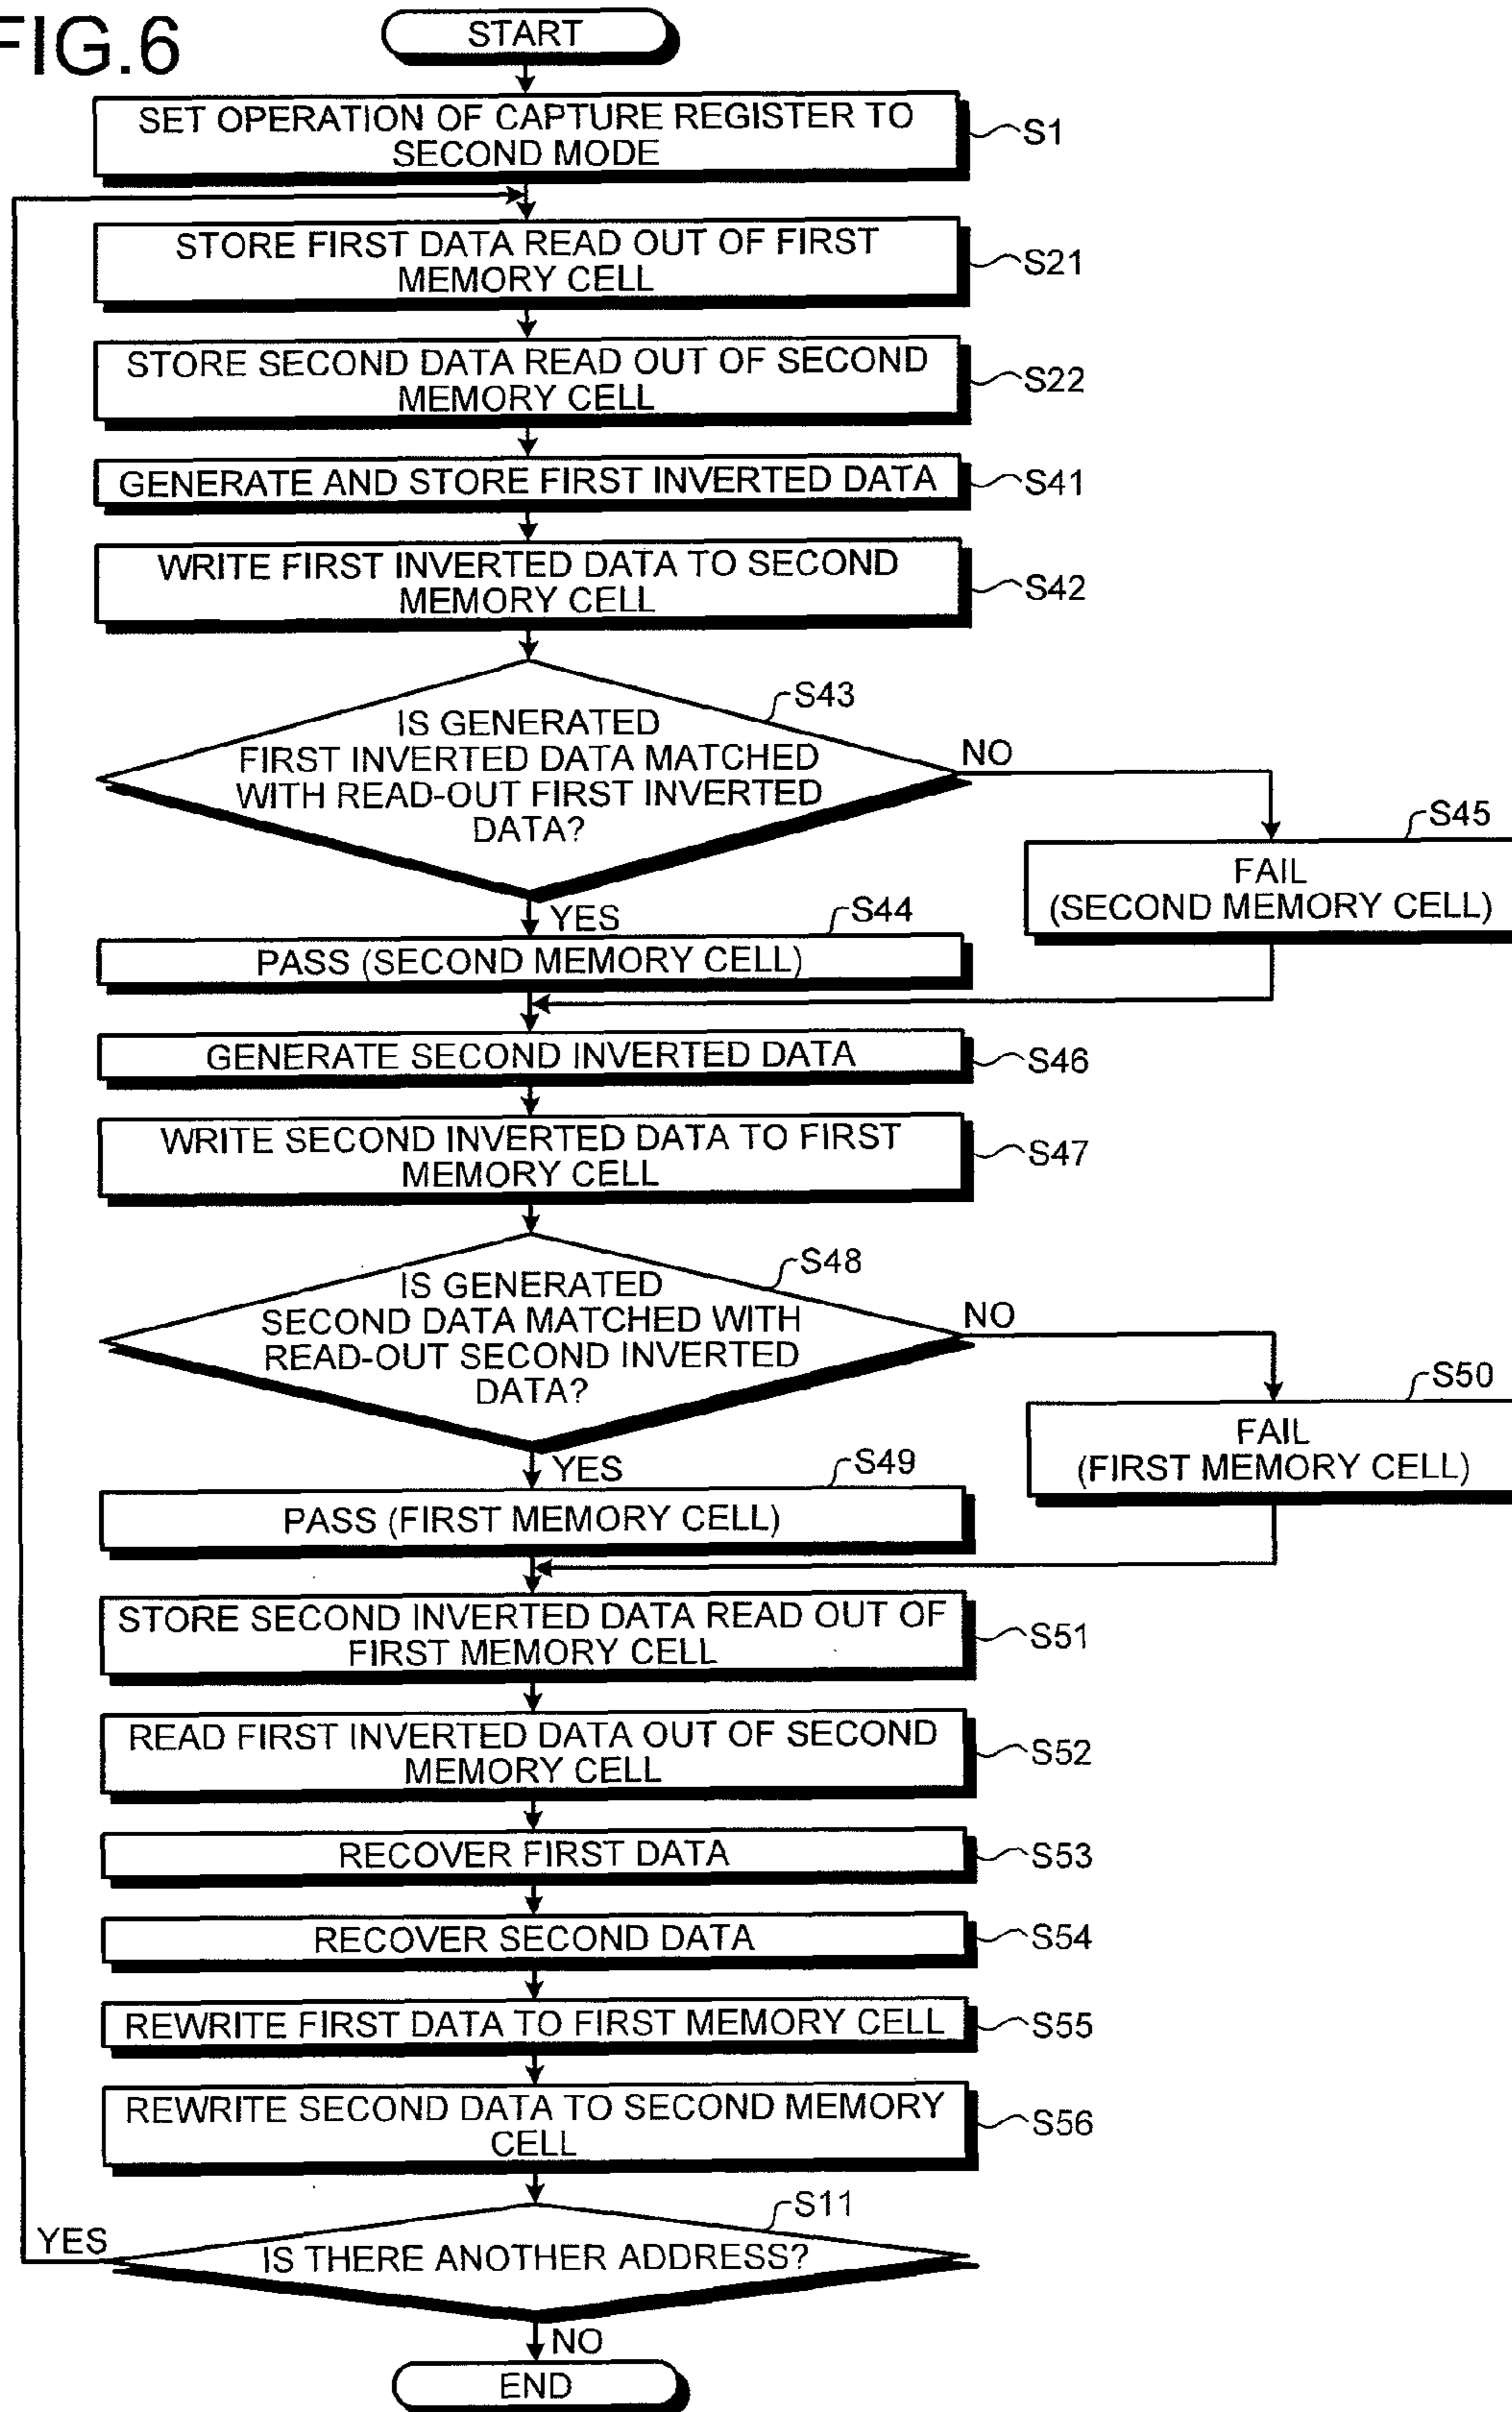 FIG.6
START
SET OPERATION OF CAPTURE REGISTER TO
SECOND MODE
S1
STORE FIRST DATA READ OUT OF FIRST
MEMORY CELL
S21
STORE SECOND DATA READ OUT OF SECOND
MEMORY CELL
S22
GENERATE AND STORE FIRST INVERTED DATA
S41
WRITE FIRST INVERTED DATA TO SECOND
MEMORY CELL
S42
S43
IS GENERATED
FIRST INVERTED DATA MATCHED
WITH READ-OUT FIRST INVERTED
DATA?
NO
S45
FAIL
(SECOND MEMORY CELL)
YES
S44
PASS (SECOND MEMORY CELL)
GENERATE SECOND INVERTED DATA
S46
WRITE SECOND INVERTED DATA TO FIRST
MEMORY CELL
S47
S48
IS GENERATED
SECOND DATA MATCHED WITH
READ-OUT SECOND INVERTED
DATA?
NO
S50
FAIL
(FIRST MEMORY CELL)
YES
S49
PASS (FIRST MEMORY CELL)
STORE SECOND INVERTED DATA READ OUT OF
FIRST MEMORY CELL
S51
READ FIRST INVERTED DATA OUT OF SECOND
MEMORY CELL
S52
RECOVER FIRST DATA
S53
RECOVER SECOND DATA
S54
REWRITE FIRST DATA TO FIRST MEMORY CELL
S55
REWRITE SECOND DATA TO SECOND MEMORY
CELL
S56
S11
YES
IS THERE ANOTHER ADDRESS?
NO
END